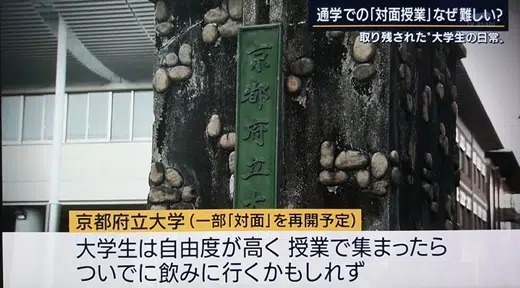 通学での「対面授業」なぜ難しい?
取り残された"大学生の日常"
京都府立大
京都府立大学(一部「対面」を再開予定)
大学生は自由度が高く 授業で集まったら
ついでに飲みに行くかもしれず